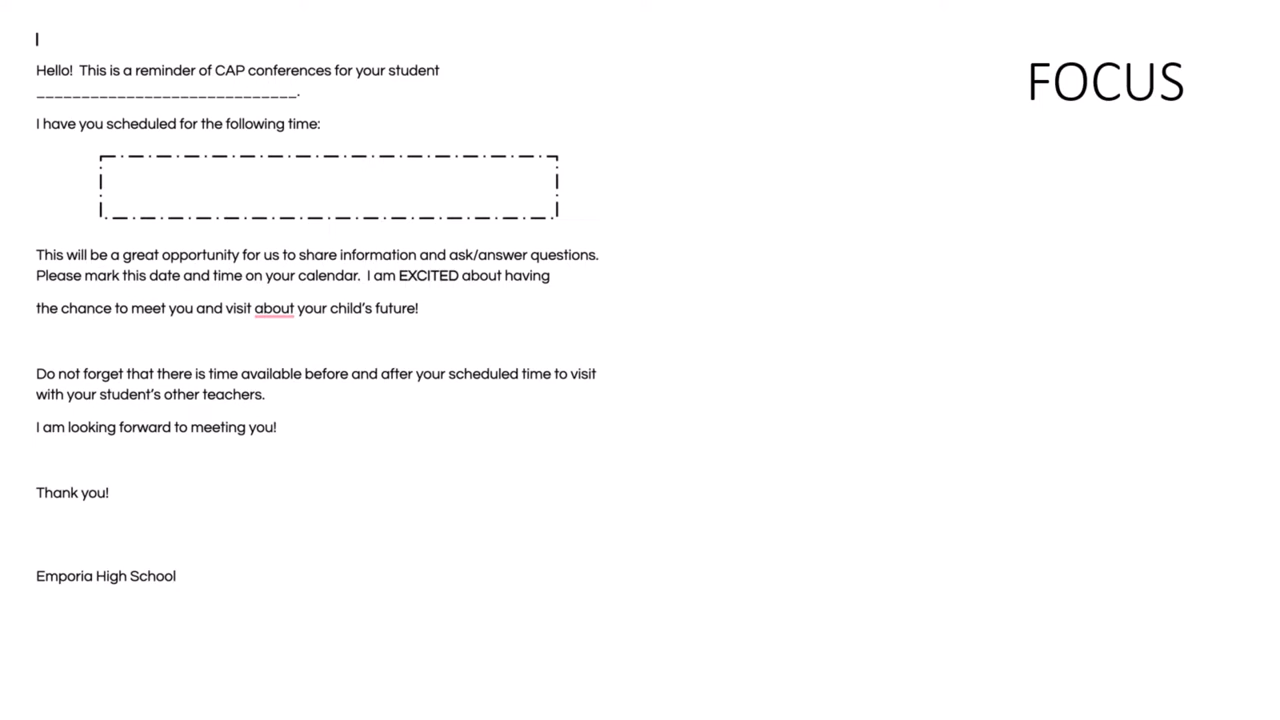 Hello!  This is a reminder of CAP conferences for your student
_____________________________.
I have you scheduled for the following time:
This will be a great opportunity for us to share information and ask/answer questions.
Please mark this date and time on your calendar.  I am EXCITED about having
the chance to meet you and visit about your child's future!
Do not forget that there is time available before and after your scheduled time to visit
with your student's other teachers.
I am looking forward to meeting you!
Thank you!
Emporia High School
FOCUS